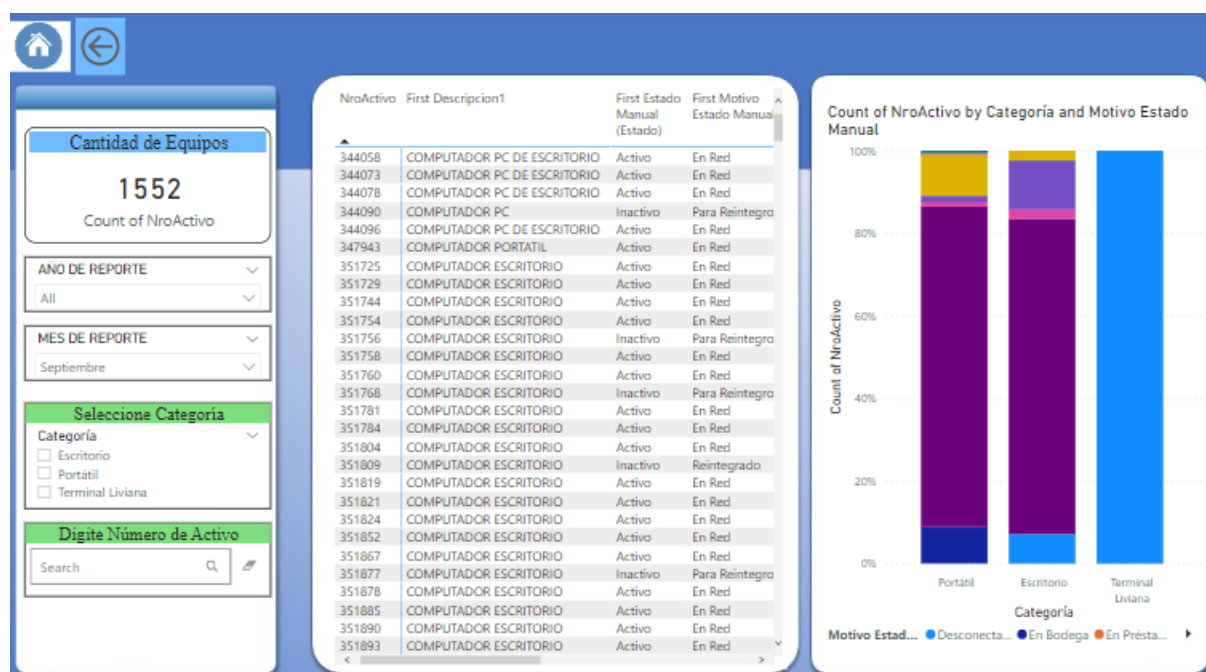 Cantidad de Equipos
1552
Count of NroActivo
ANO DE REPORTE
All
MES DE REPORTE
Septiembre
Seleccione Categoría
Categoría
Escritorio
Portátil
Terminal Liviana
Digite Número de Activo
Search
NroActivo First Descripcion1 First Estado Manual (Estado) First Motivo Estado Manual
344058 COMPUTADOR PC DE ESCRITORIO Activo En Red
344073 COMPUTADOR PC DE ESCRITORIO Activo En Red
344078 COMPUTADOR PC DE ESCRITORIO Activo En Red
344090 COMPUTADOR PC Inactivo Para Reintegro
344096 COMPUTADOR PC DE ESCRITORIO Activo En Red
347943 COMPUTADOR PORTATIL Activo En Red
351725 COMPUTADOR ESCRITORIO Activo En Red
351729 COMPUTADOR ESCRITORIO Activo En Red
351744 COMPUTADOR ESCRITORIO Activo En Red
351754 COMPUTADOR ESCRITORIO Activo En Red
351756 COMPUTADOR ESCRITORIO Inactivo Para Reintegro
351758 COMPUTADOR ESCRITORIO Activo En Red
351760 COMPUTADOR ESCRITORIO Activo En Red
351768 COMPUTADOR ESCRITORIO Inactivo Para Reintegro
351781 COMPUTADOR ESCRITORIO Activo En Red
351784 COMPUTADOR ESCRITORIO Activo En Red
351804 COMPUTADOR ESCRITORIO Activo En Red
351809 COMPUTADOR ESCRITORIO Inactivo Reintegrado
351819 COMPUTADOR ESCRITORIO Activo En Red
351821 COMPUTADOR ESCRITORIO Activo En Red
351824 COMPUTADOR ESCRITORIO Activo En Red
351852 COMPUTADOR ESCRITORIO Activo En Red
351867 COMPUTADOR ESCRITORIO Activo En Red
351877 COMPUTADOR ESCRITORIO Inactivo Para Reintegro
351878 COMPUTADOR ESCRITORIO Activo En Red
351885 COMPUTADOR ESCRITORIO Activo En Red
351890 COMPUTADOR ESCRITORIO Activo En Red
351893 COMPUTADOR ESCRITORIO Activo En Red
Count of NroActivo by Categoría and Motivo Estado
Manual
100%
80%
60%
40%
20%
0%
Count of NroActivo
Portátil Escritorio Terminal
Liviana
Categoría
Motivo Estad... Desconecta... En Bodega En Présta...